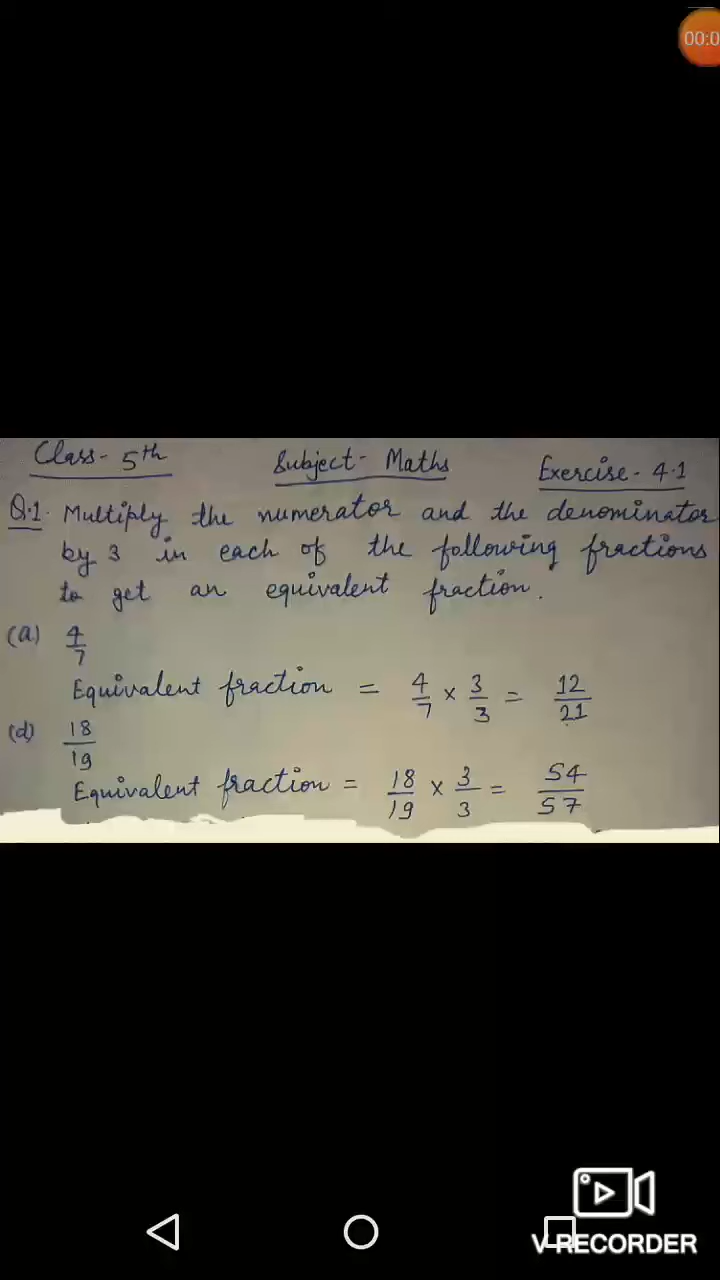 00:0
Class- 5th Subject- Maths Exercise- 4.1
Q.1. Multiply the numerator and the denominator
by 3 in each of the following fractions
to get an equivalent fraction.
(a) 4/7
Equivalent fraction = 4/7 × 3/3 = 12/21
(d) 18/19
Equivalent fraction = 18/19 × 3/3 = 54/57
V RECORDER